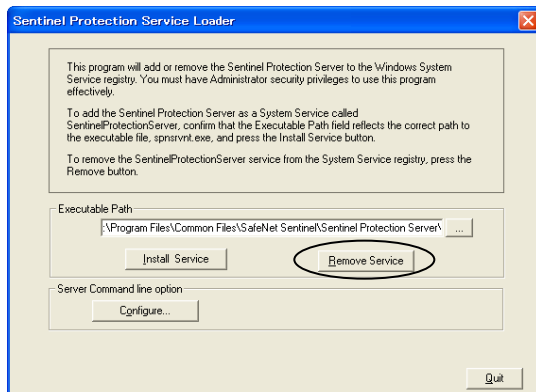 Sentinel Protection Service Loader
This program will add or remove the Sentinel Protection Server to the Windows System
Service registry. You must have Administrator security privileges to use this program
effectively.
To add the Sentinel Protection Server as a System Service called
SentinelProtectionServer, confirm that the Executable Path field reflects the correct path to
the executable file, spnsrvnt.exe, and press the Install Service button.
To remove the SentinelProtectionServer service from the System Service registry, press the
Remove button.
Executable Path
:\Program Files\Common Files\SafeNet Sentinel\Sentinel Protection Server\
...
Install Service
Remove Service
Server Command line option
Configure...
Quit